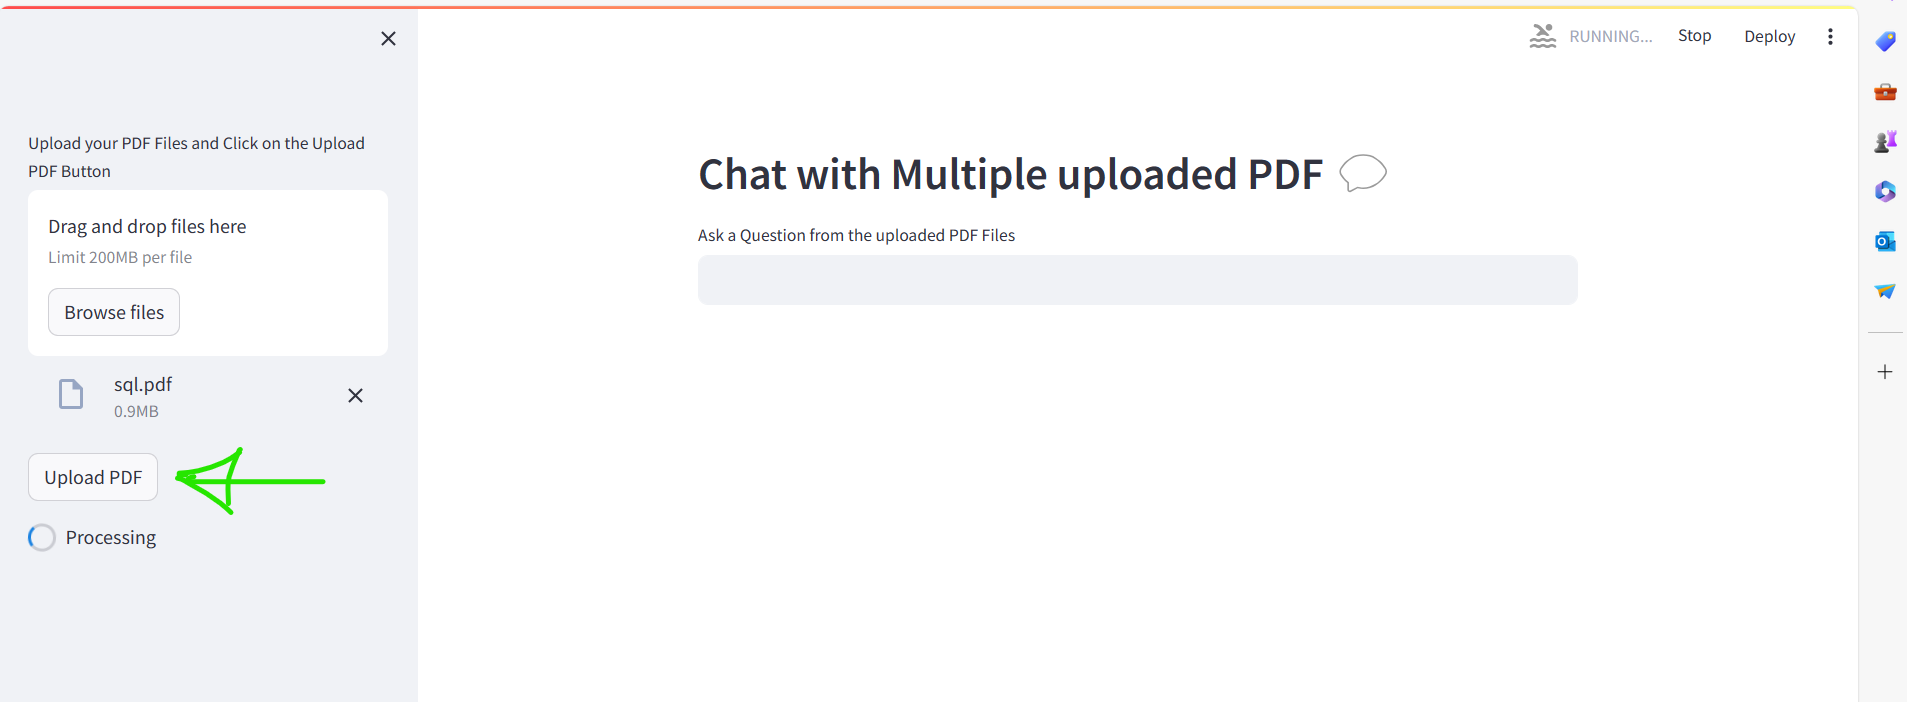 RUNNING...
Stop
Deploy
Upload your PDF Files and Click on the Upload
PDF Button
Drag and drop files here
Limit 200MB per file
Browse files
sql.pdf
0.9MB
Upload PDF
Processing
Chat with Multiple uploaded PDF
Ask a Question from the uploaded PDF Files